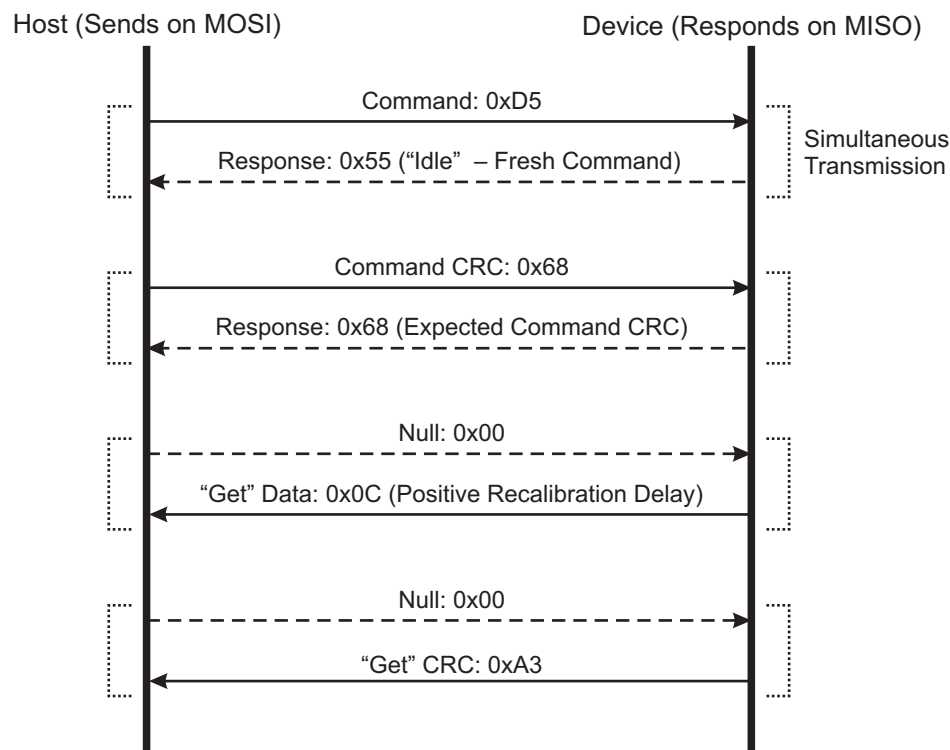 Host (Sends on MOSI)
Device (Responds on MISO)
Command: 0xD5
Simultaneous
Transmission
Response: 0x55 (“Idle” – Fresh Command)
Command CRC: 0x68
Response: 0x68 (Expected Command CRC)
Null: 0x00
“Get” Data: 0x0C (Positive Recalibration Delay)
Null: 0x00
“Get” CRC: 0xA3